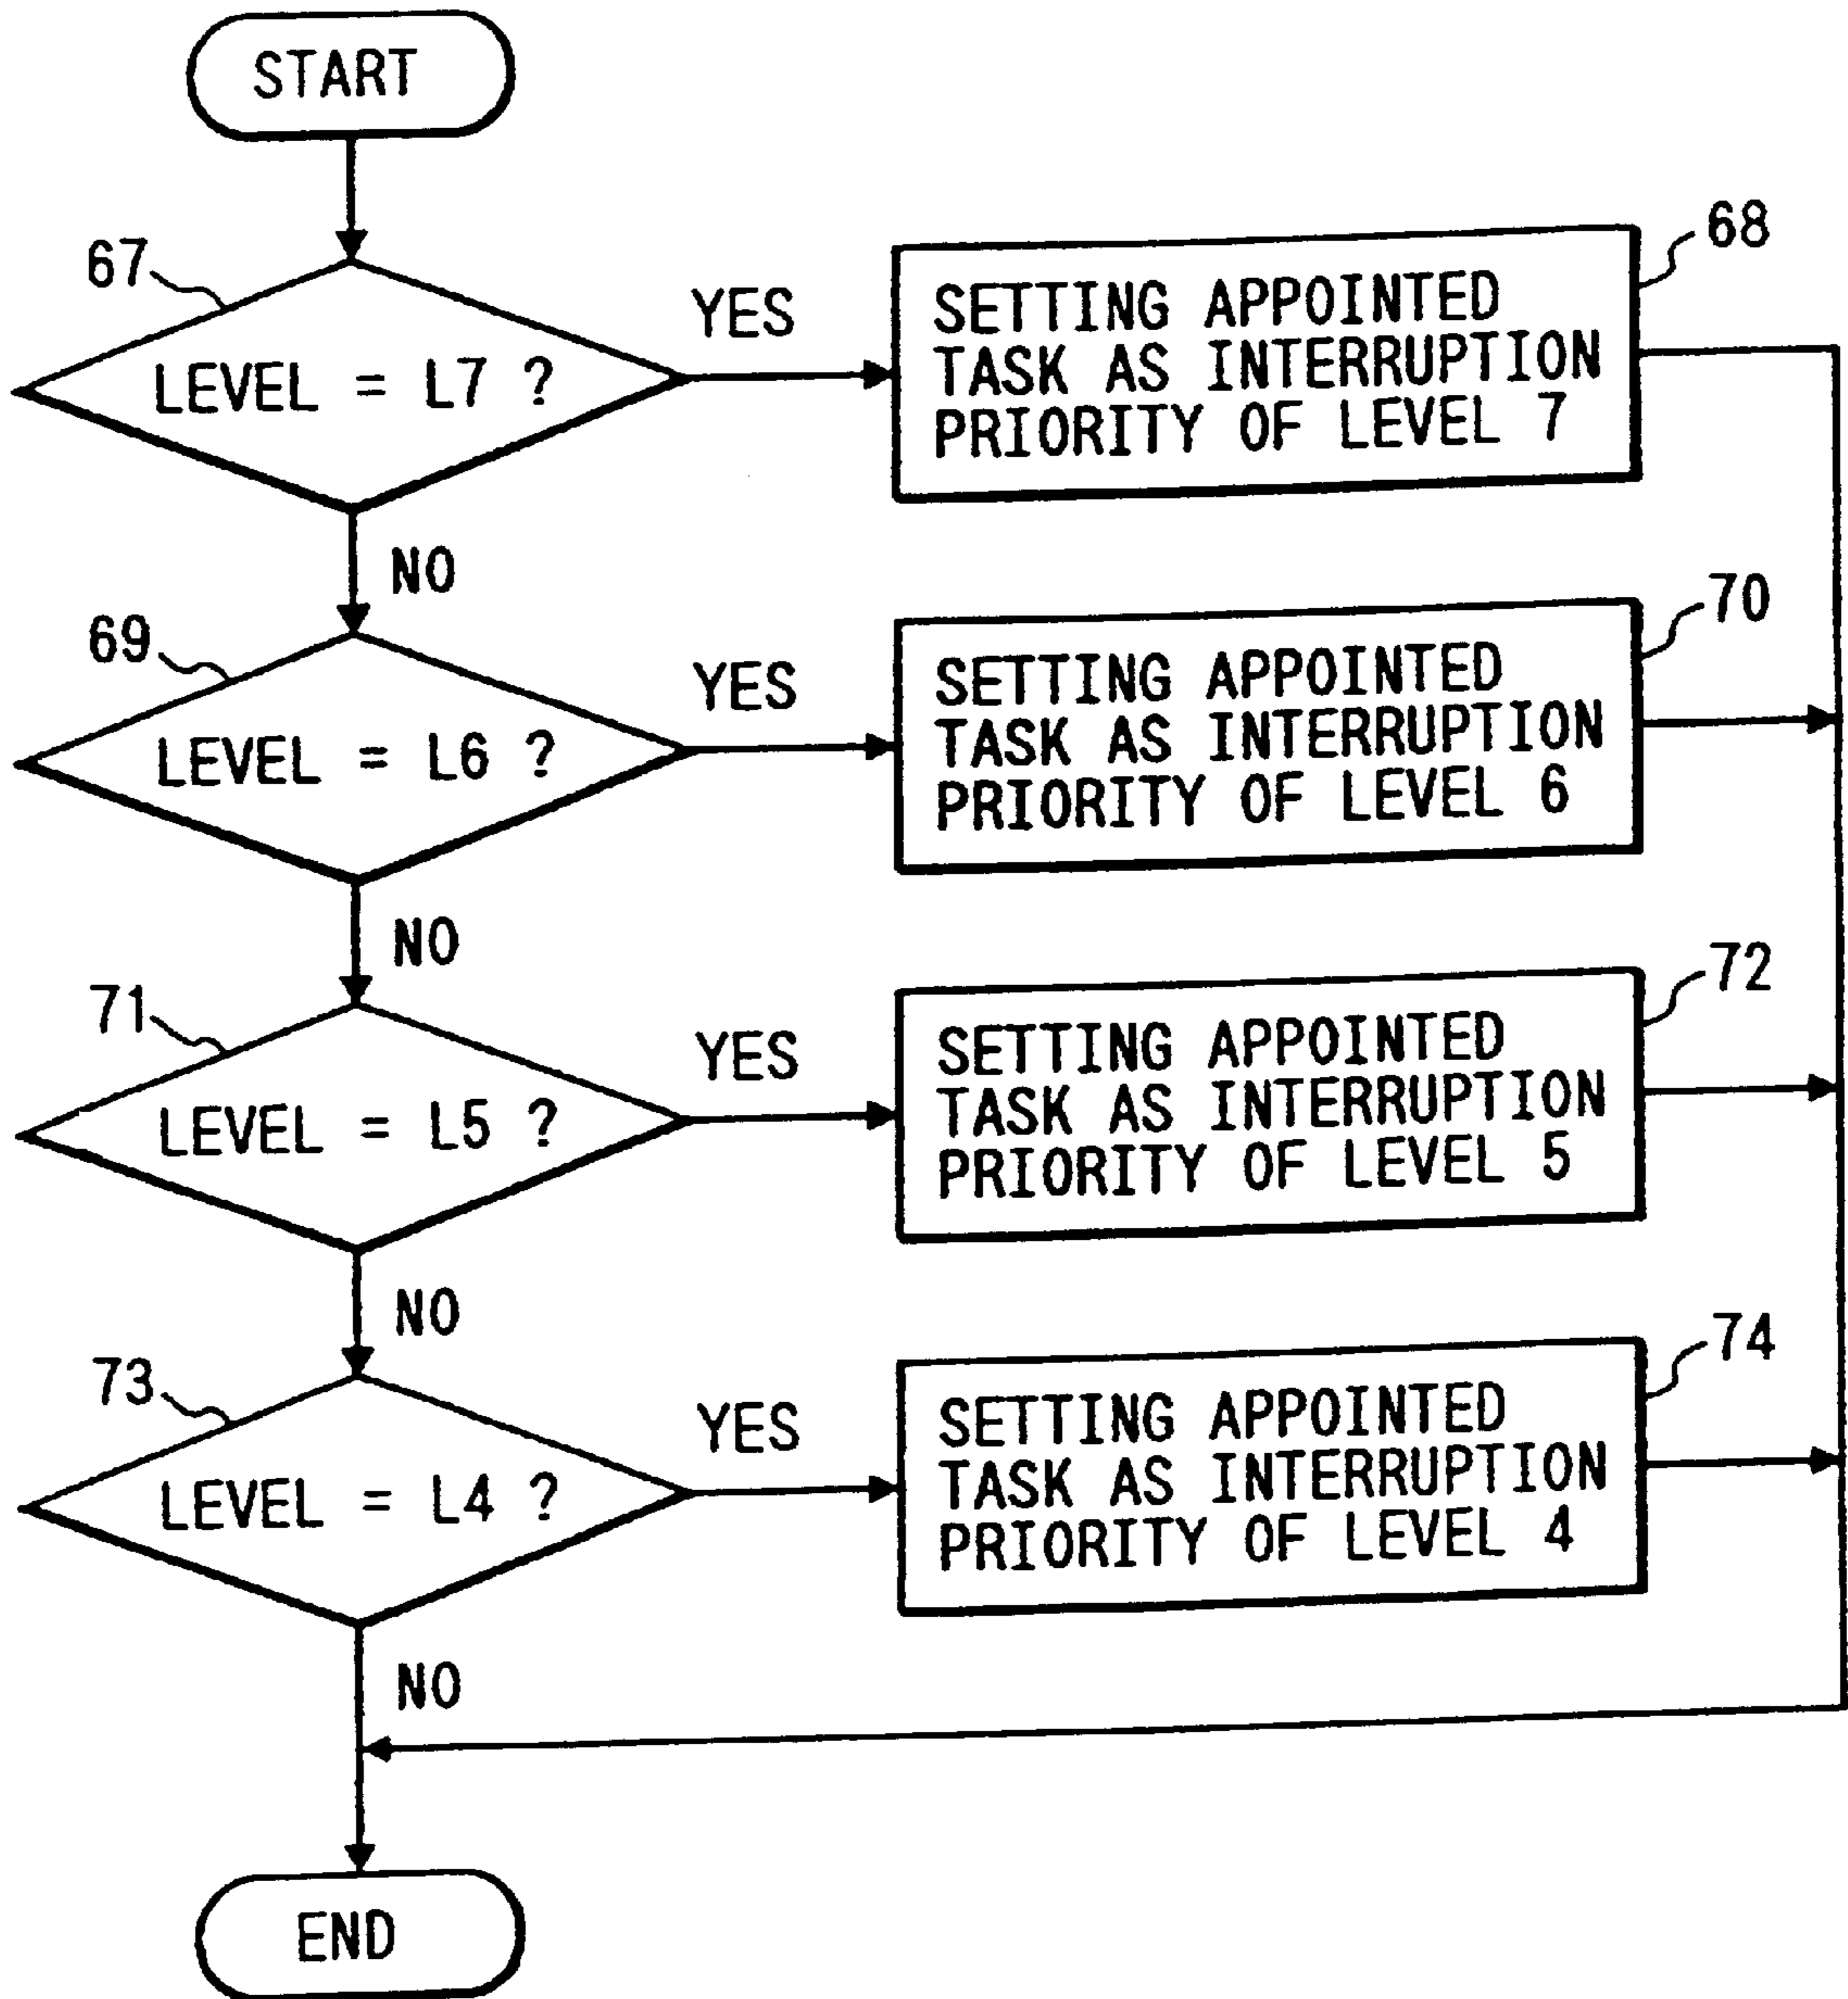 START
67
LEVEL = L7 ?
YES
68
SETTING APPOINTED
TASK AS INTERRUPTION
PRIORITY OF LEVEL 7
NO
69
LEVEL = L6 ?
YES
70
SETTING APPOINTED
TASK AS INTERRUPTION
PRIORITY OF LEVEL 6
NO
71
LEVEL = L5 ?
YES
72
SETTING APPOINTED
TASK AS INTERRUPTION
PRIORITY OF LEVEL 5
NO
73
LEVEL = L4 ?
YES
74
SETTING APPOINTED
TASK AS INTERRUPTION
PRIORITY OF LEVEL 4
NO
END